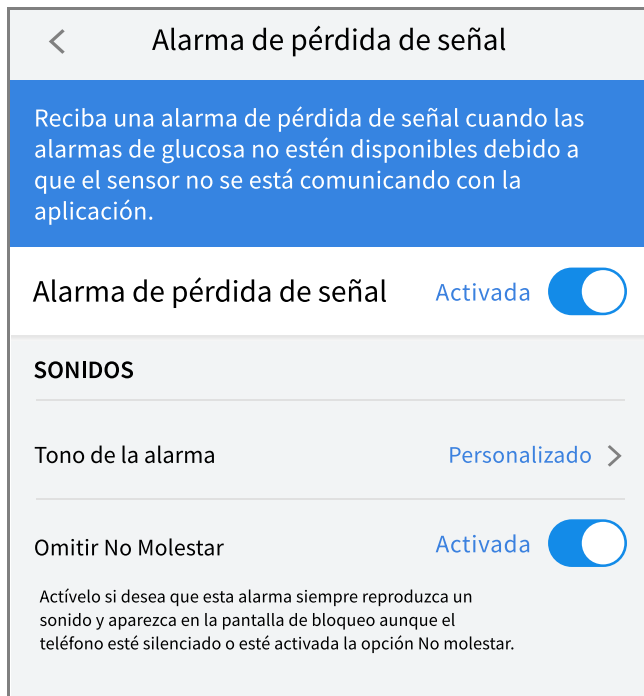 Alarma de pérdida de señal
Reciba una alarma de pérdida de señal cuando las
alarmas de glucosa no estén disponibles debido a
que el sensor no se está comunicando con la
aplicación.
Alarma de pérdida de señal Activada
SONIDOS
Tono de la alarma Personalizado
Omitir No Molestar Activada
Actívelo si desea que esta alarma siempre reproduzca un
sonido y aparezca en la pantalla de bloqueo aunque el
teléfono esté silenciado o esté activada la opción No molestar.